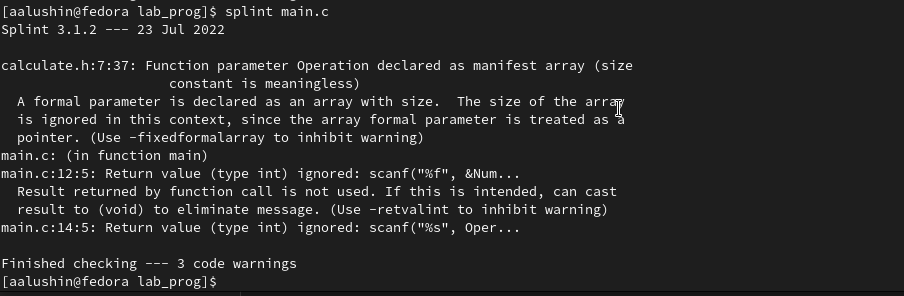 [aalushin@fedora lab_prog]$ splint main.c
Splint 3.1.2 --- 23 Jul 2022
calculate.h:7:37: Function parameter Operation declared as manifest array (size
constant is meaningless)
A formal parameter is declared as an array with size.  The size of the array
is ignored in this context, since the array formal parameter is treated as a
pointer. (Use -fixedformalarray to inhibit warning)
main.c: (in function main)
main.c:12:5: Return value (type int) ignored: scanf("%f", &Num...
Result returned by function call is not used. If this is intended, can cast
result to (void) to eliminate message. (Use -retvalint to inhibit warning)
main.c:14:5: Return value (type int) ignored: scanf("%s", Oper...
Finished checking --- 3 code warnings
[aalushin@fedora lab_prog]$